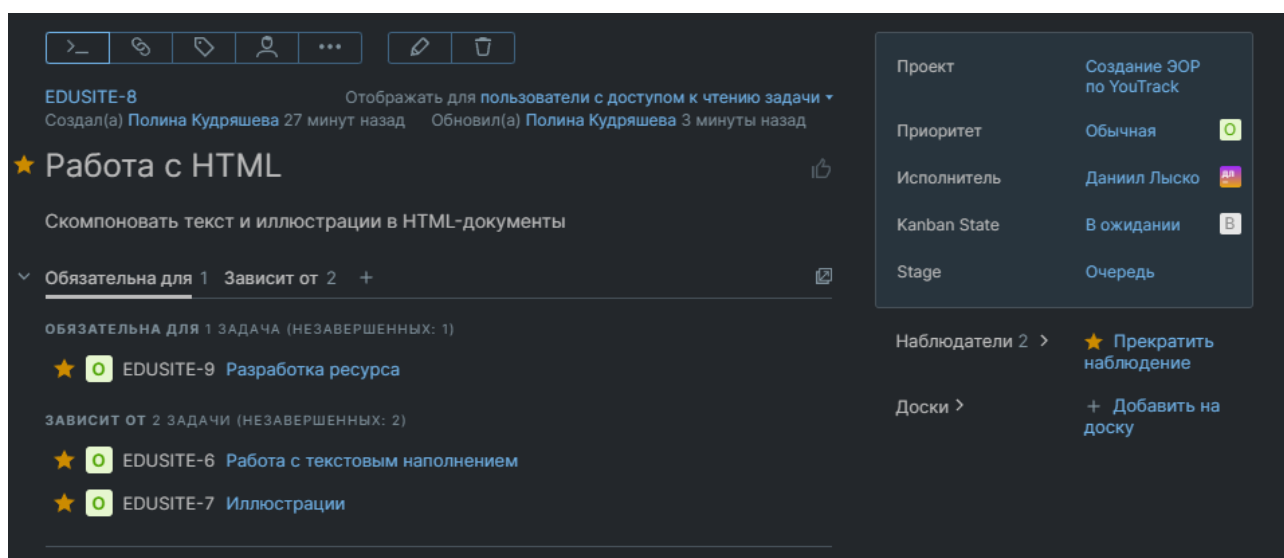 EDUSITE-8 Отображать для пользователи с доступом к чтению задачи
Создал(а) Полина Кудряшева 27 минут назад Обновил(а) Полина Кудряшева 3 минуты назад
Работа с HTML
Скомпоновать текст и иллюстрации в HTML-документы
Обязательна для 1 Зависит от 2 +
ОБЯЗАТЕЛЬНА ДЛЯ 1 ЗАДАЧА (НЕЗАВЕРШЕННЫХ: 1)
О EDUSITE-9 Разработка ресурса
ЗАВИСИТ ОТ 2 ЗАДАЧИ (НЕЗАВЕРШЕННЫХ: 2)
О EDUSITE-6 Работа с текстовым наполнением
О EDUSITE-7 Иллюстрации
Проект Создание ЭОР
по YouTrack
Приоритет Обычная О
Исполнитель Даниил Лыско ДЛ
Kanban State В ожидании В
Stage Очередь
Наблюдатели 2 > Прекратить
наблюдение
Доски > + Добавить на
доску